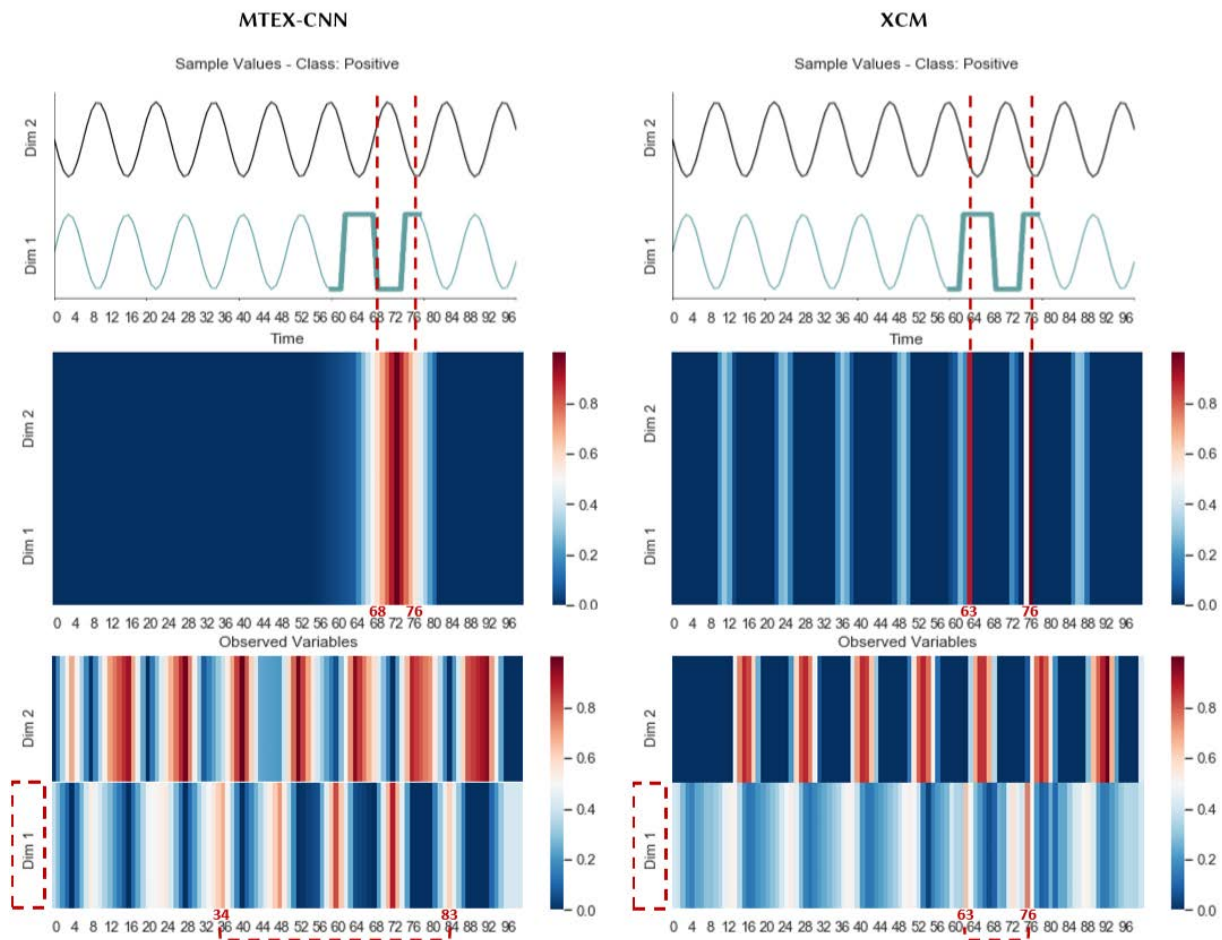 MTEX-CNN
Sample Values - Class: Positive
Dim 2
Dim 1
0 4 8 12 16 20 24 28 32 36 40 44 48 52 56 60 64 68 72 76 80 84 88 92 96
Time
Dim 2
Dim 1
0.8
0.6
0.4
0.2
0.0
68 76
0 4 8 12 16 20 24 28 32 36 40 44 48 52 56 60 64 68 72 76 80 84 88 92 96
Observed Variables
Dim 2
Dim 1
0.8
0.6
0.4
0.2
0.0
34 83
0 4 8 12 16 20 24 28 32 36 40 44 48 52 56 60 64 68 72 76 80 84 88 92 96
XCM
Sample Values - Class: Positive
Dim 2
Dim 1
0 4 8 12 16 20 24 28 32 36 40 44 48 52 56 60 64 68 72 76 80 84 88 92 96
Time
Dim 2
Dim 1
0.8
0.6
0.4
0.2
0.0
63 76
0 4 8 12 16 20 24 28 32 36 40 44 48 52 56 60 64 68 72 76 80 84 88 92 96
Observed Variables
Dim 2
Dim 1
0.8
0.6
0.4
0.2
0.0
63 76
0 4 8 12 16 20 24 28 32 36 40 44 48 52 56 60 64 68 72 76 80 84 88 92 96